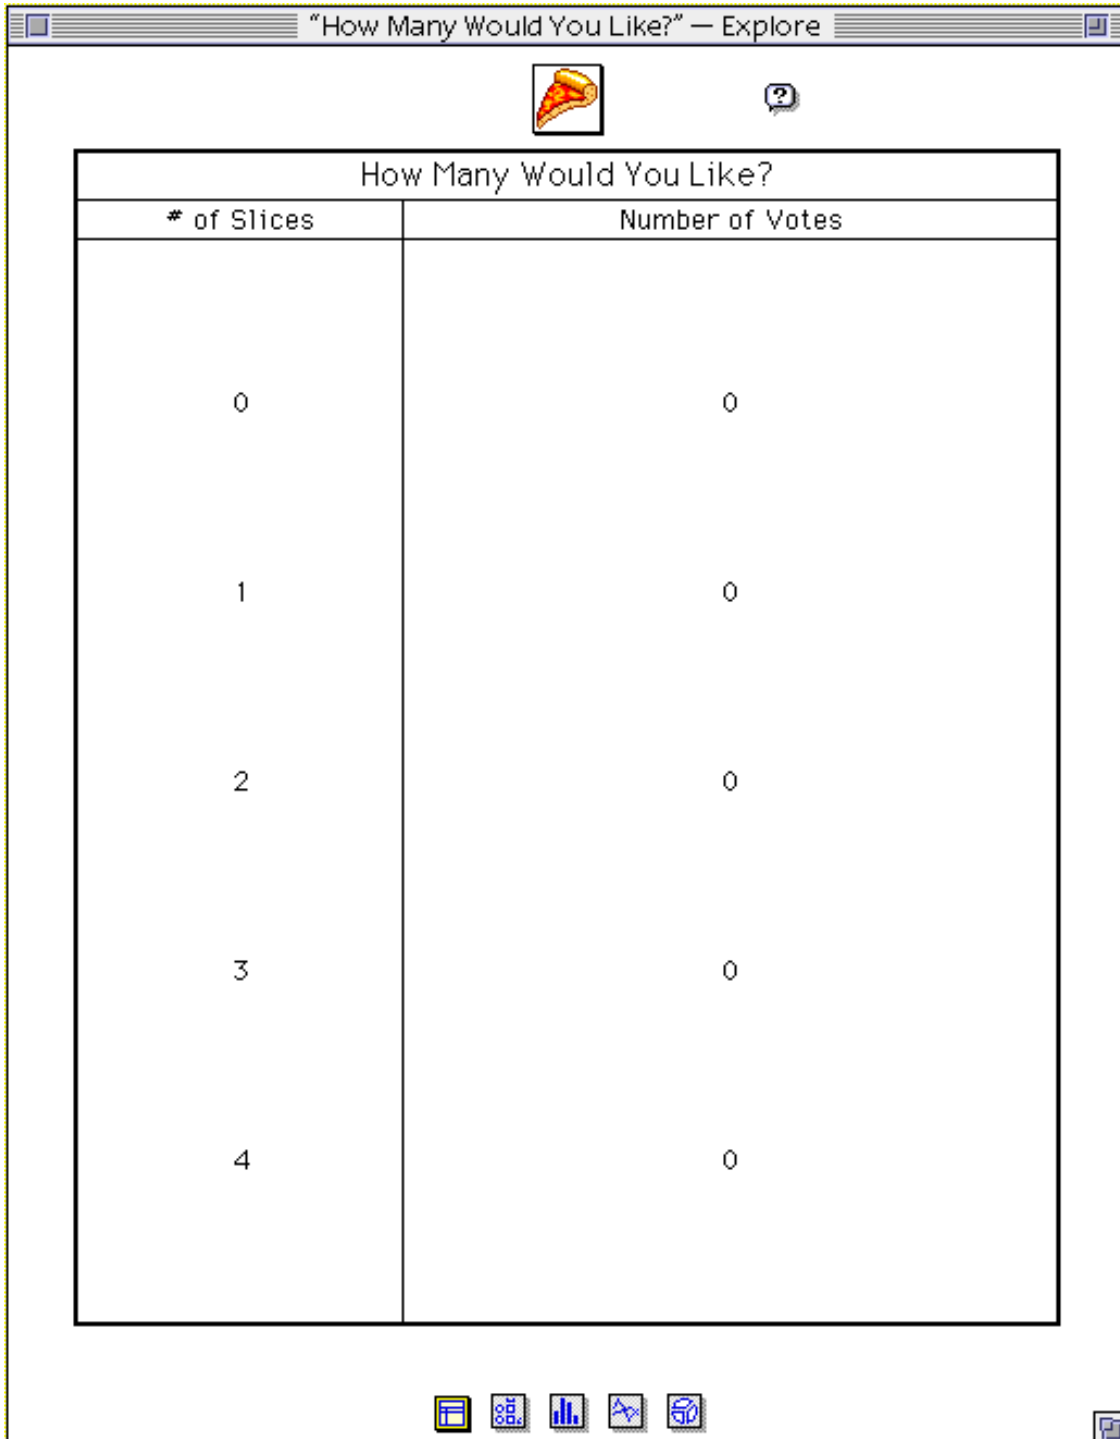 “How Many Would You Like?” — Explore
?
How Many Would You Like?
# of Slices Number of Votes
0 0
1 0
2 0
3 0
4 0